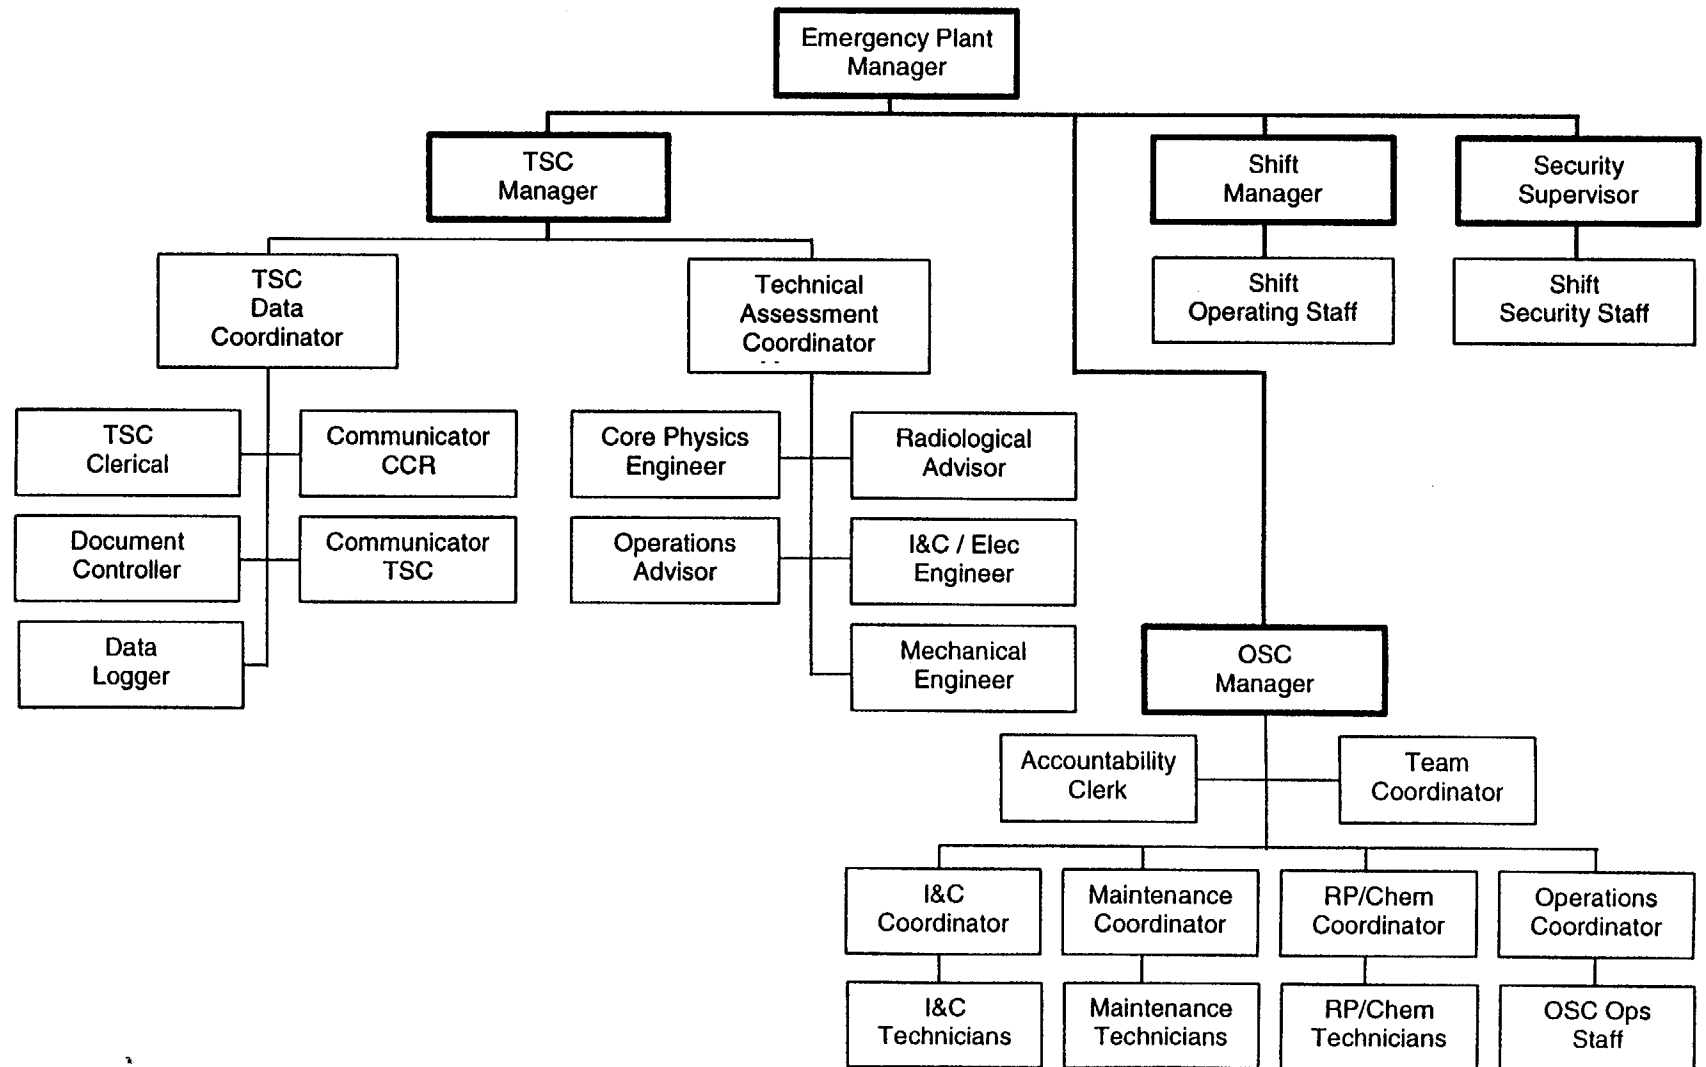 Emergency Plant
Manager
TSC
Manager
Shift
Manager
Security
Supervisor
TSC
Data
Coordinator
Technical
Assessment
Coordinator
Shift
Operating Staff
Shift
Security Staff
TSC
Clerical
Communicator
CCR
Core Physics
Engineer
Radiological
Advisor
Document
Controller
Communicator
TSC
Operations
Advisor
I&C / Elec
Engineer
Data
Logger
Mechanical
Engineer
OSC
Manager
Accountability
Clerk
Team
Coordinator
I&C
Coordinator
Maintenance
Coordinator
RP/Chem
Coordinator
Operations
Coordinator
I&C
Technicians
Maintenance
Technicians
RP/Chem
Technicians
OSC Ops
Staff